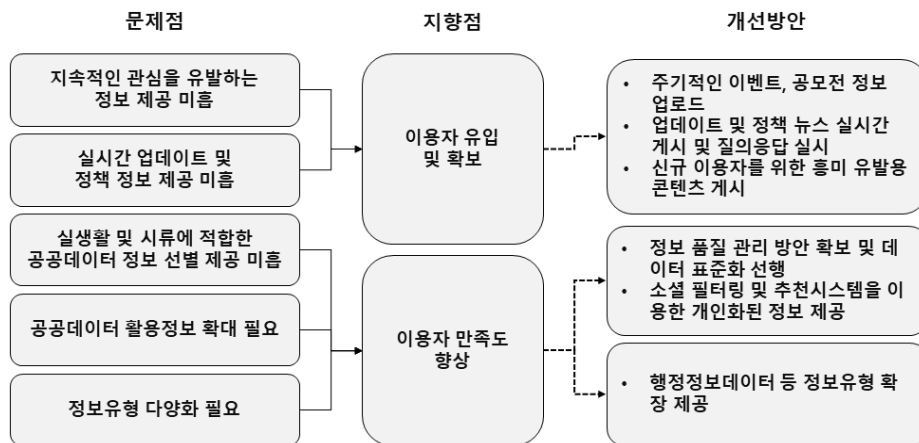 문제점
지향점
개선방안
지속적인 관심을 유발하는
정보 제공 미흡
실시간 업데이트 및
정책 정보 제공 미흡
실생활 및 시류에 적합한
공공데이터 정보 선별 제공 미흡
공공데이터 활용정보 확대 필요
정보유형 다양화 필요
이용자 유입
및 확보
이용자 만족도
향상
• 주기적인 이벤트, 공모전 정보
업로드
• 업데이트 및 정책 뉴스 실시간
게시 및 질의응답 실시
• 신규 이용자를 위한 흥미 유발용
콘텐츠 게시
• 정보 품질 관리 방안 확보 및 데
이터 표준화 선행
• 소셜 필터링 및 추천시스템을 이
용한 개인화된 정보 제공
• 행정정보데이터 등 정보유형 확
장 제공